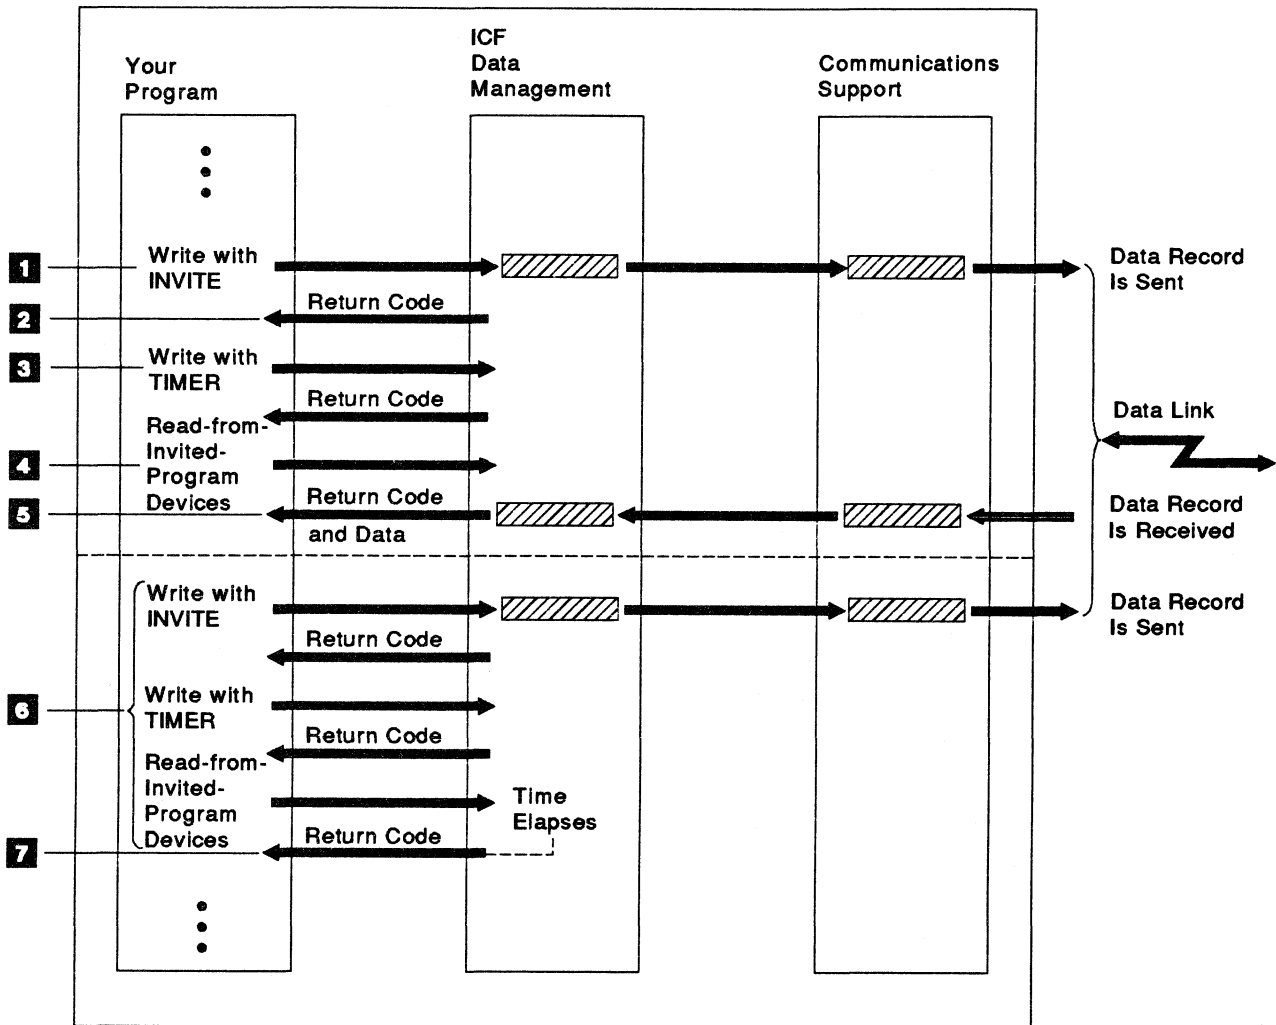 Your
Program
ICF
Data
Management
Communications
Support
1
Write with
INVITE
Data Record
Is Sent
2
Return Code
3
Write with
TIMER
Return Code
Data Link
4
Read-from-
Invited-
Program
Devices
5
Return Code
and Data
Data Record
Is Received
Write with
INVITE
Data Record
Is Sent
Return Code
6
Write with
TIMER
Return Code
Read-from-
Invited-
Program
Devices
Time
Elapses
7
Return Code